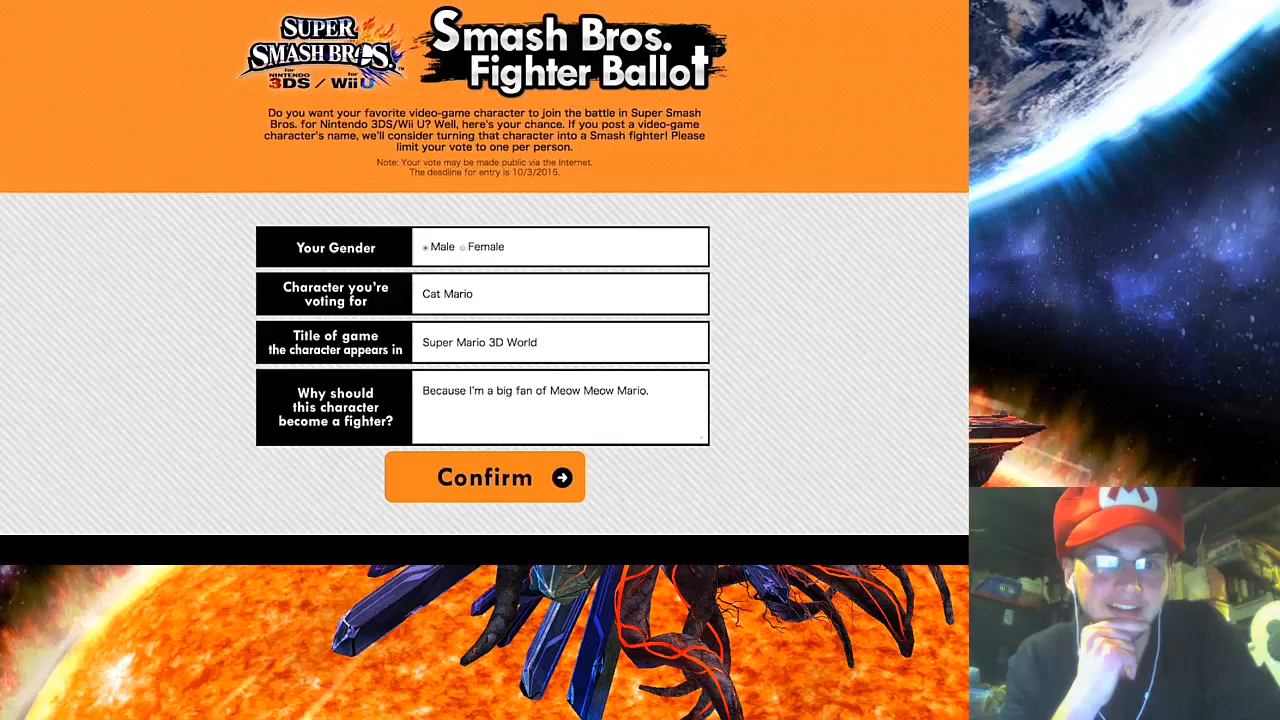 SUPER
SMASH BROS.
for NINTENDO 3DS / for Wii U
Smash Bros.
Fighter Ballot
Do you want your favorite video-game character to join the battle in Super Smash
Bros. for Nintendo 3DS/Wii U? Well, here's your chance. If you post a video-game
character's name, we'll consider turning that character into a Smash fighter! Please
limit your vote to one per person.
Note: Your vote may be made public via the Internet.
The deadline for entry is 10/3/2015.
Your Gender
Male Female
Character you're
voting for
Cat Mario
Title of game
the character appears in
Super Mario 3D World
Why should
this character
become a fighter?
Because I'm a big fan of Meow Meow Mario.
Confirm
M